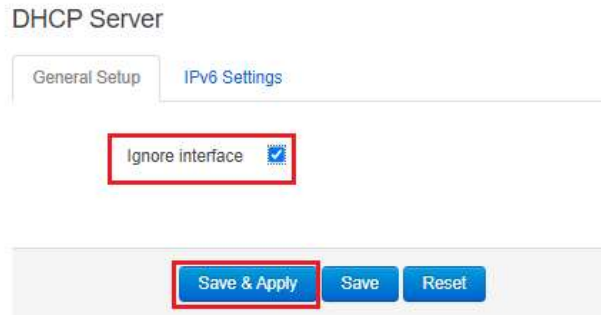 DHCP Server
General Setup IPv6 Settings
Ignore interface
Save & Apply Save Reset